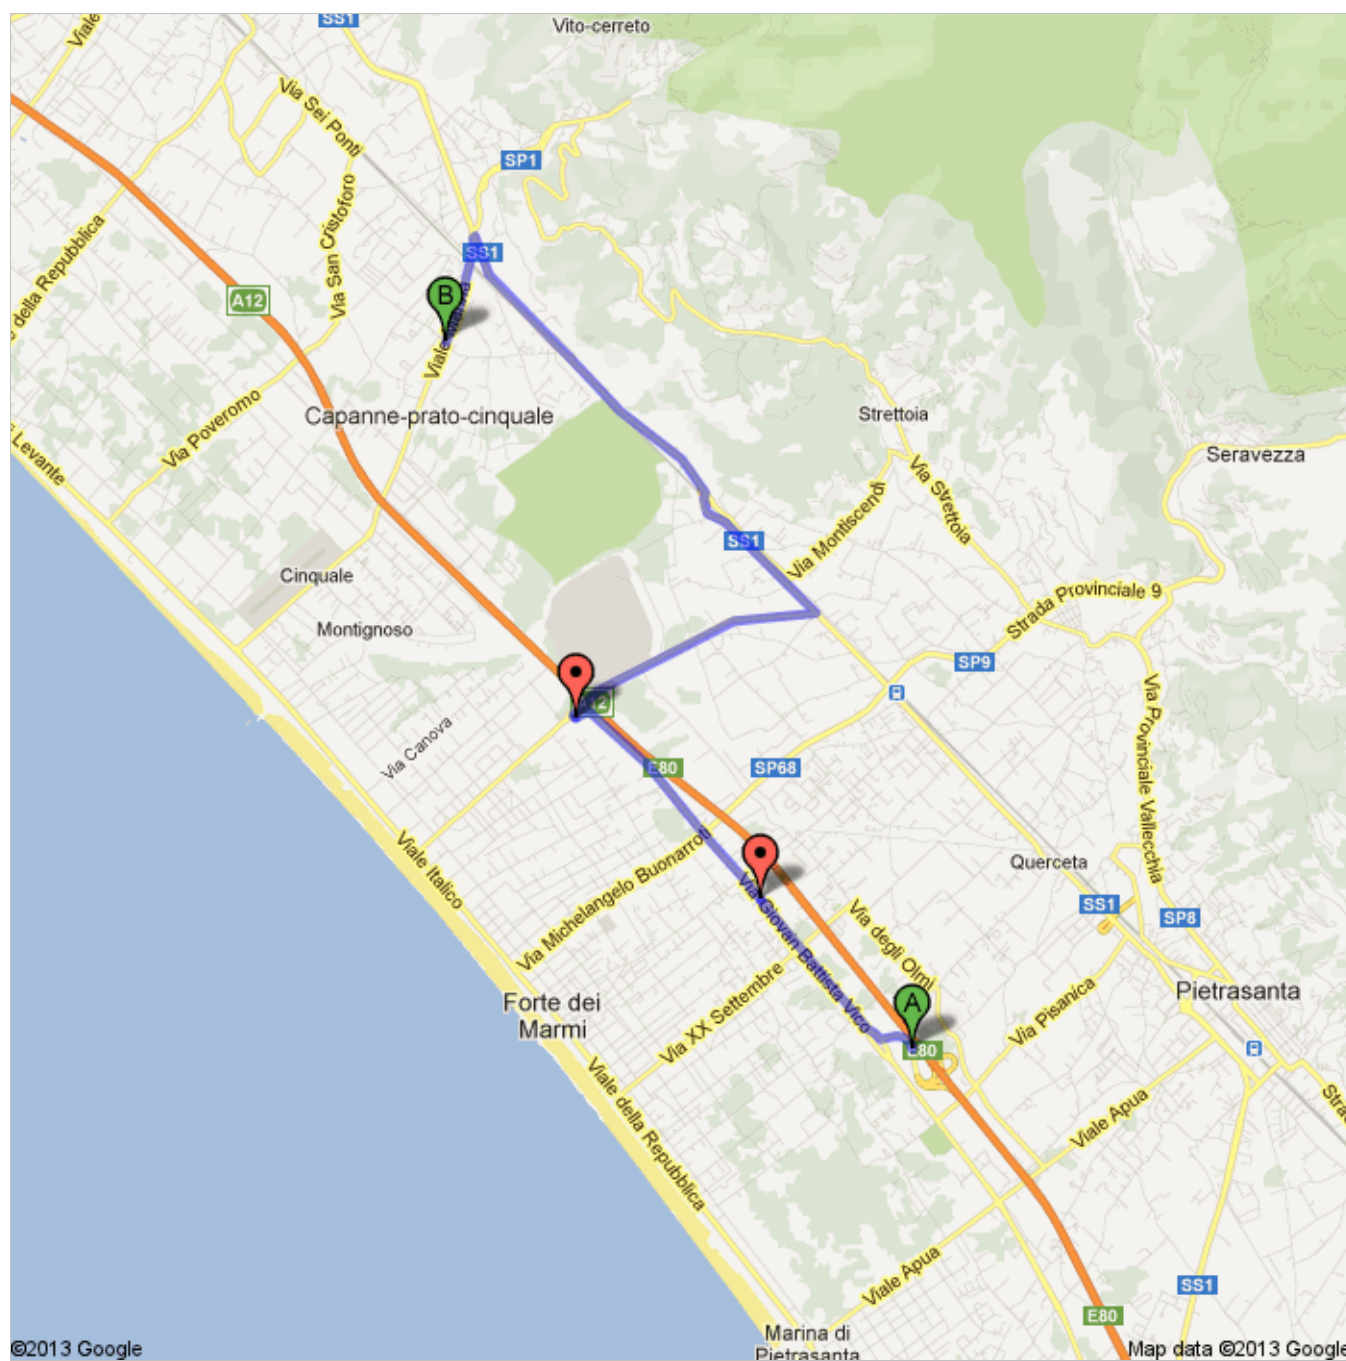 SS1
Vito-cerreto
Viale
Via Sei Ponti
SP1
Via San Cristoforo
della Repubblica
SS1
A12
B
Viale
Via Poveromo
Capanne-prato-cinquale
Strettoia
Levante
Seravezza
Via Strettoia
Via Montiscendi
SS1
Cinquale
Strada Provinciale 9
Montignoso
SP9
Via Canova
Via Provinciale Vallecchia
E80
SP68
Viale Italico
Via Michelangelo Buonarroti
Querceta
SS1
SP8
Via Giovan Battista Vico
Via degli Olmi
Via XX Settembre
Forte dei
Marmi
A
Via Pisanica
Pietrasanta
E80
Viale della Repubblica
Viale Apua
Viale Apua
SS1
E80
Marina di
Pietrasanta
©2013 Google
Map data ©2013 Google